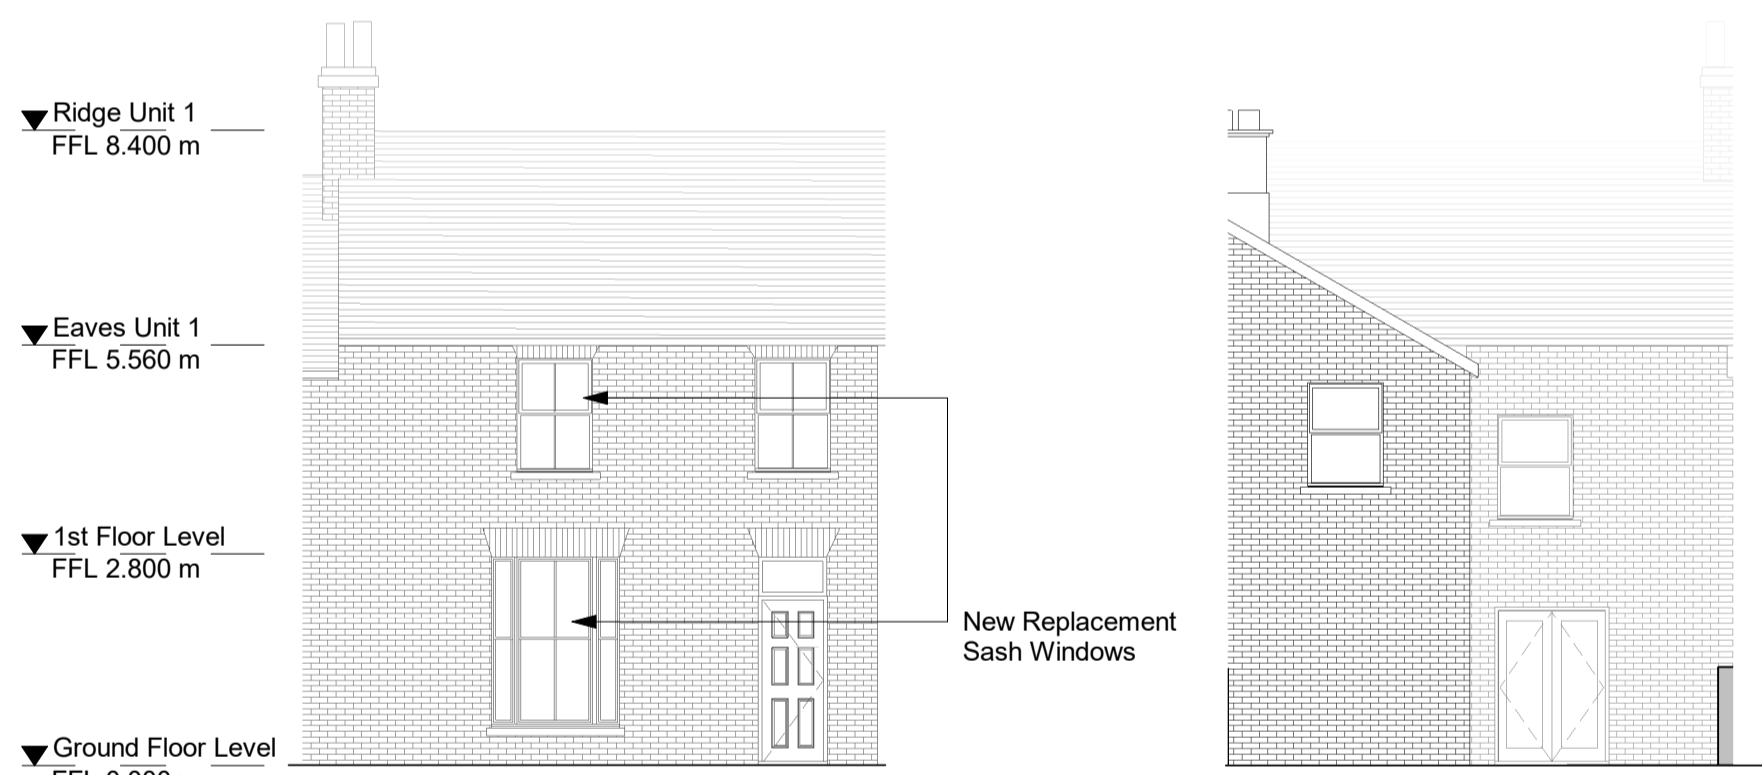 Ridge Unit 1
FFL 8.400 m
Eaves Unit 1
FFL 5.560 m
1st Floor Level
FFL 2.800 m
New Replacement
Sash Windows
Ground Floor Level